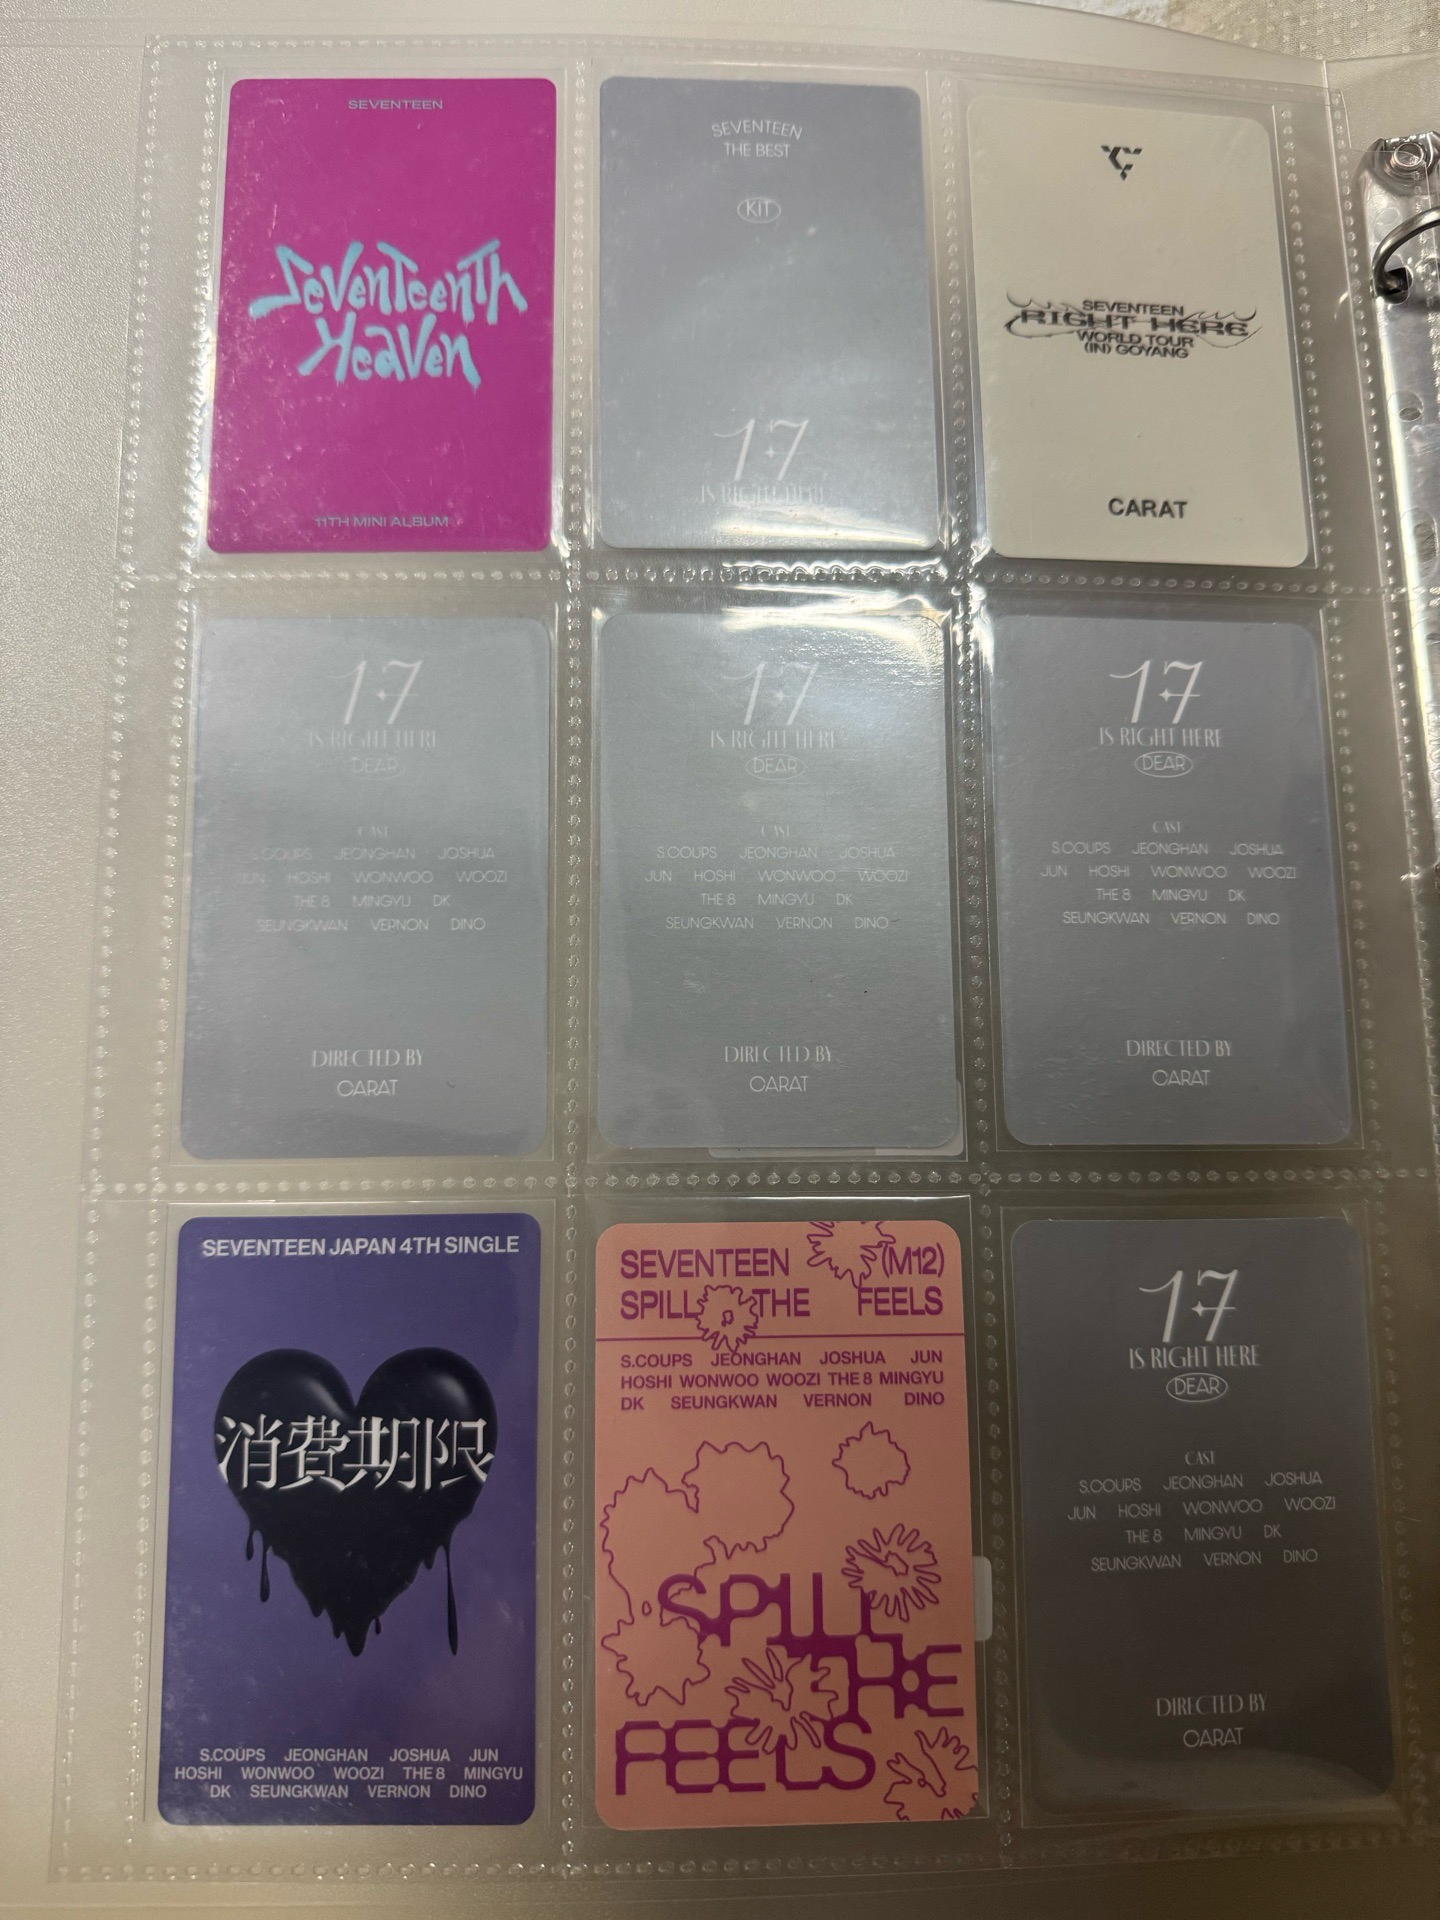 SEVENTEEN
Seventeenth
Heaven
11TH MINI ALBUM
SEVENTEEN
THE BEST
KIT
17
IS RIGHT HERE
SEVENTEEN
RIGHT HERE
WORLD TOUR
(IN) GOYANG
CARAT
17
IS RIGHT HERE
DEAR
CAST
S.COUPS JEONGHAN JOSHUA
JUN HOSHI WONWOO WOOZI
THE 8 MINGYU DK
SEUNGKWAN VERNON DINO
DIRECTED BY
CARAT
17
IS RIGHT HERE
DEAR
CAST
S.COUPS JEONGHAN JOSHUA
JUN HOSHI WONWOO WOOZI
THE 8 MINGYU DK
SEUNGKWAN VERNON DINO
DIRECTED BY
CARAT
17
IS RIGHT HERE
DEAR
CAST
S.COUPS JEONGHAN JOSHUA
JUN HOSHI WONWOO WOOZI
THE 8 MINGYU DK
SEUNGKWAN VERNON DINO
DIRECTED BY
CARAT
SEVENTEEN JAPAN 4TH SINGLE
消費期限
S.COUPS JEONGHAN JOSHUA JUN
HOSHI WONWOO WOOZI THE 8 MINGYU
DK SEUNGKWAN VERNON DINO
SEVENTEEN (M12)
SPILL THE FEELS
S.COUPS JEONGHAN JOSHUA JUN
HOSHI WONWOO WOOZI THE 8 MINGYU
DK SEUNGKWAN VERNON DINO
SPILL
THE
FEELS
17
IS RIGHT HERE
DEAR
CAST
S.COUPS JEONGHAN JOSHUA
JUN HOSHI WONWOO WOOZI
THE 8 MINGYU DK
SEUNGKWAN VERNON DINO
DIRECTED BY
CARAT